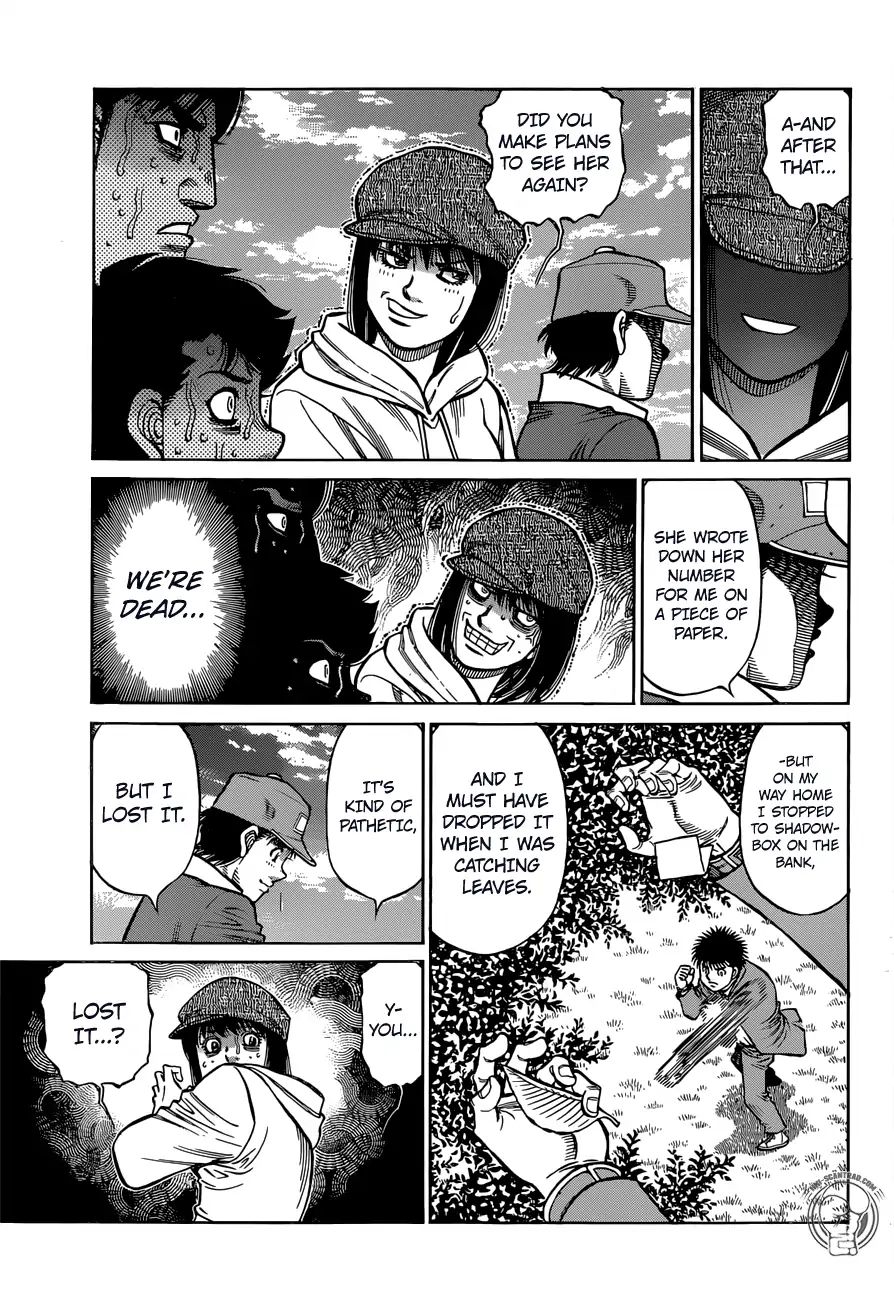 A-AND
AFTER
THAT...
DID YOU
MAKE PLANS
TO SEE HER
AGAIN?
SHE WROTE
DOWN HER
NUMBER
FOR ME ON
A PIECE OF
PAPER.
WE'RE
DEAD...
-BUT
ON MY
WAY HOME
I STOPPED
TO SHADOW-
BOX ON THE
BANK,
AND I
MUST HAVE
DROPPED IT
WHEN I WAS
CATCHING
LEAVES.
IT'S
KIND OF
PATHETIC,
BUT I
LOST IT.
Y-
YOU...
LOST
IT...?